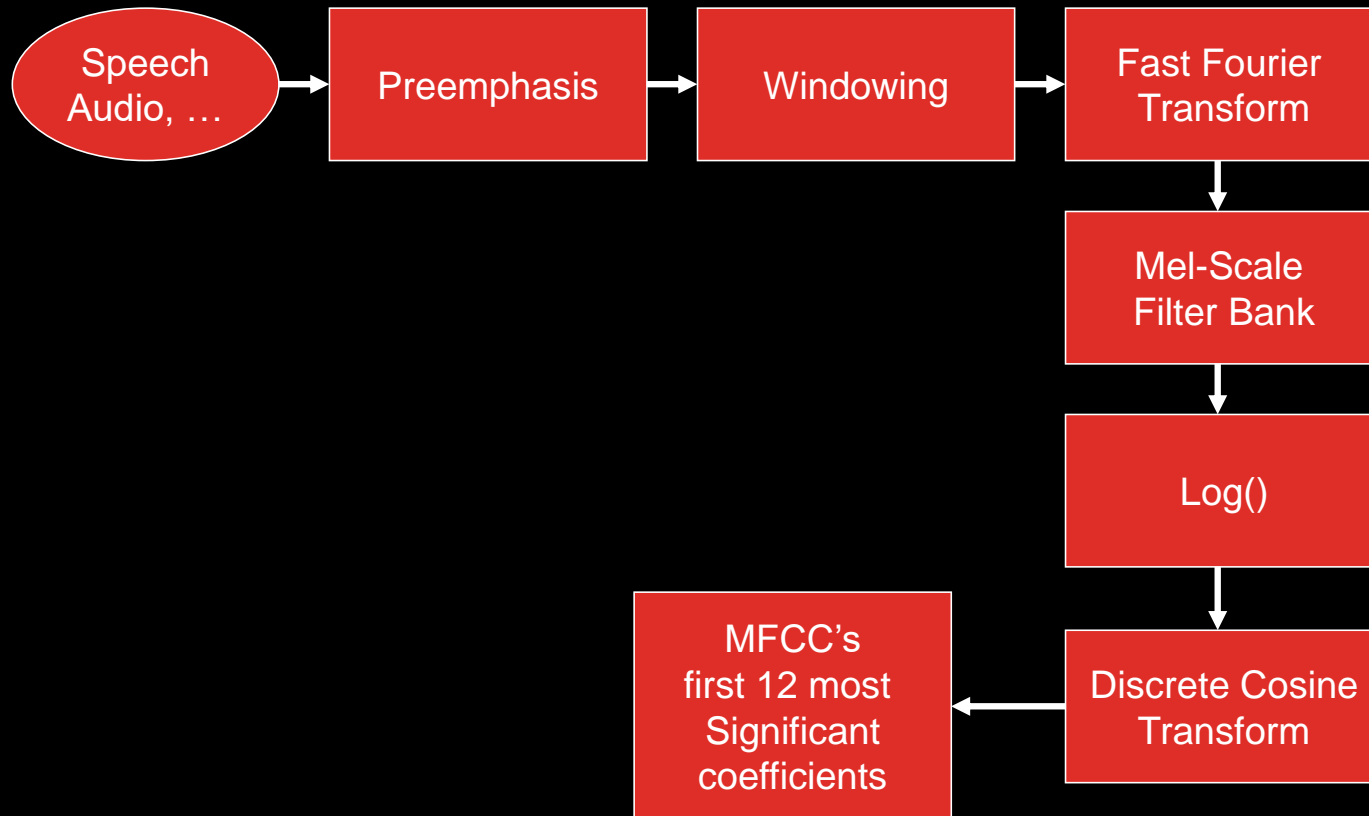 Speech
Audio, …
Preemphasis
Windowing
Fast Fourier
Transform
Mel-Scale
Filter Bank
Log()
Discrete Cosine
Transform
MFCC’s
first 12 most
Significant
coefficients